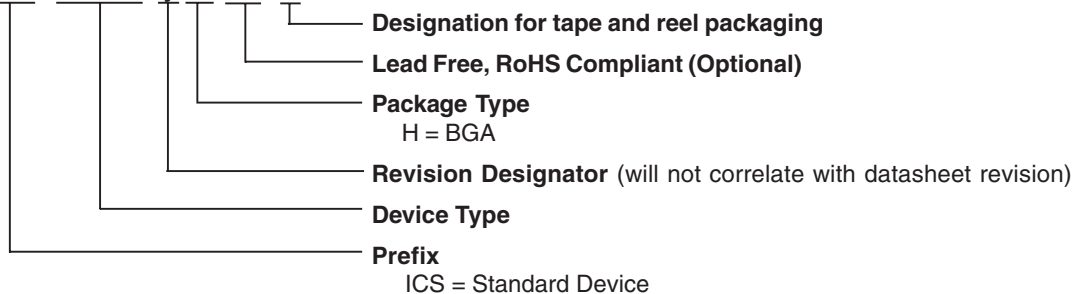 Designation for tape and reel packaging
Lead Free, RoHS Compliant (Optional)
Package Type
H = BGA
Revision Designator (will not correlate with datasheet revision)
Device Type
Prefix
ICS = Standard Device